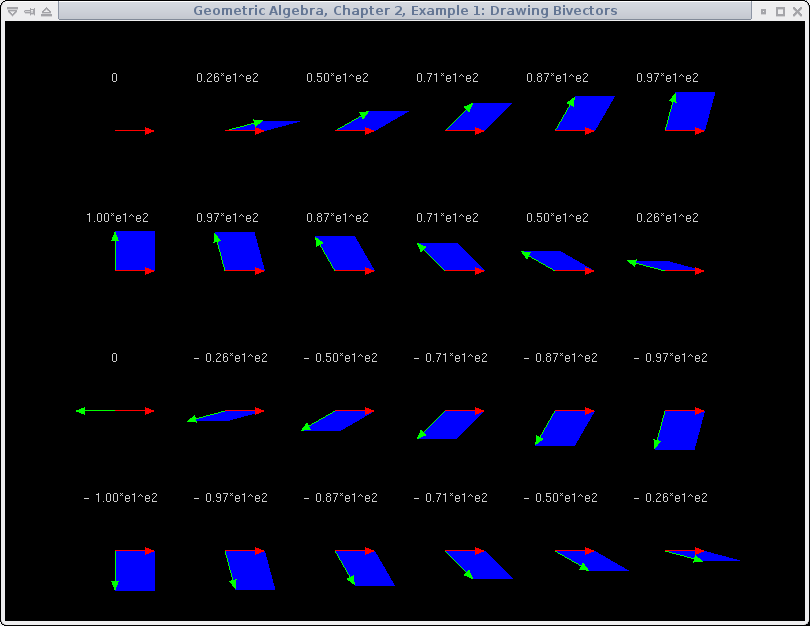 Geometric Algebra, Chapter 2, Example 1: Drawing Bivectors
0 0.26*e1^e2 0.50*e1^e2 0.71*e1^e2 0.87*e1^e2 0.97*e1^e2
1.00*e1^e2 0.97*e1^e2 0.87*e1^e2 0.71*e1^e2 0.50*e1^e2 0.26*e1^e2
0 - 0.26*e1^e2 - 0.50*e1^e2 - 0.71*e1^e2 - 0.87*e1^e2 - 0.97*e1^e2
- 1.00*e1^e2 - 0.97*e1^e2 - 0.87*e1^e2 - 0.71*e1^e2 - 0.50*e1^e2 - 0.26*e1^e2